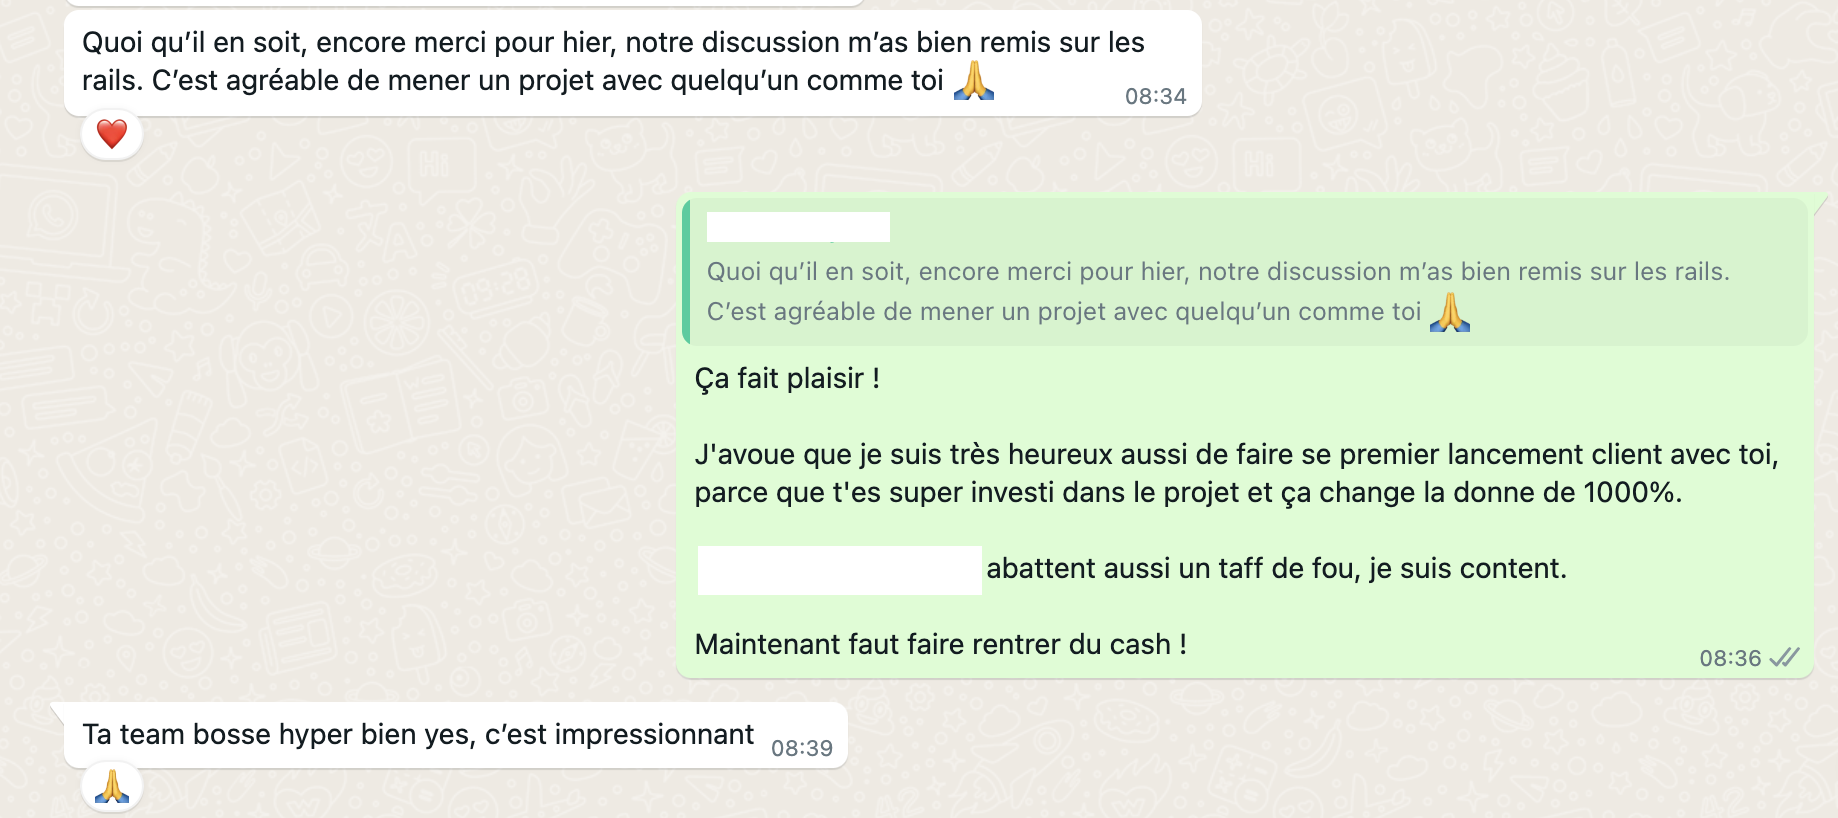 Quoi qu’il en soit, encore merci pour hier, notre discussion m’as bien remis sur les
rails. C’est agréable de mener un projet avec quelqu’un comme toi 🙏
08:34
Quoi qu’il en soit, encore merci pour hier, notre discussion m’as bien remis sur les rails.
C’est agréable de mener un projet avec quelqu’un comme toi 🙏
Ça fait plaisir !
J'avoue que je suis très heureux aussi de faire se premier lancement client avec toi,
parce que t'es super investi dans le projet et ça change la donne de 1000%.
abattent aussi un taff de fou, je suis content.
Maintenant faut faire rentrer du cash !
08:36
Ta team bosse hyper bien yes, c’est impressionnant
08:39